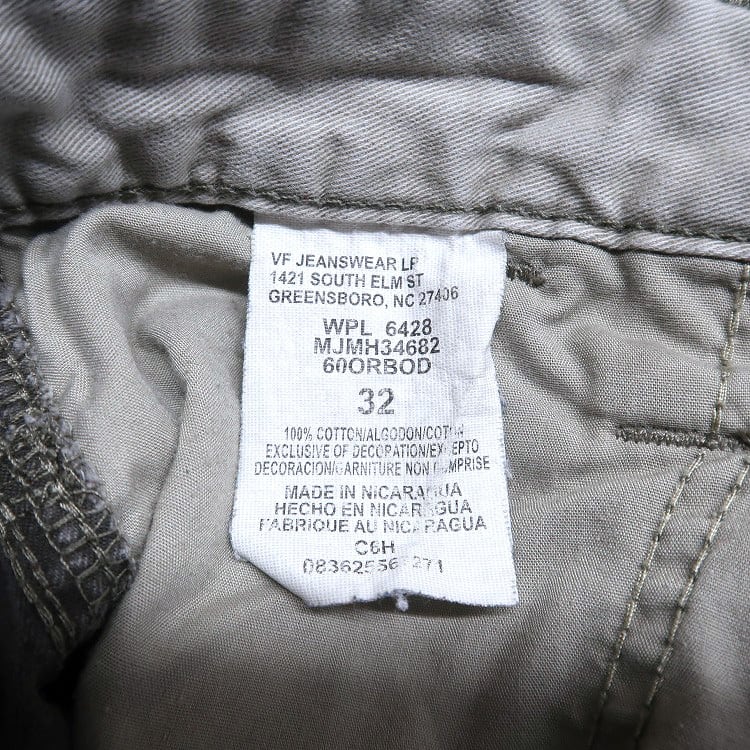 VF JEANSWEAR LP
1421 SOUTH ELM ST
GREENSBORO, NC 27406
WPL 6428
MJMH34682
60ORBOD
32
100% COTTON/ALGODON/COTON
EXCLUSIVE OF DECORATION/EXCEPTO
DECORACION/GARNITURE NON COMPRISE
MADE IN NICARAGUA
HECHO EN NICARAGUA
FABRIQUE AU NICARAGUA
C6H